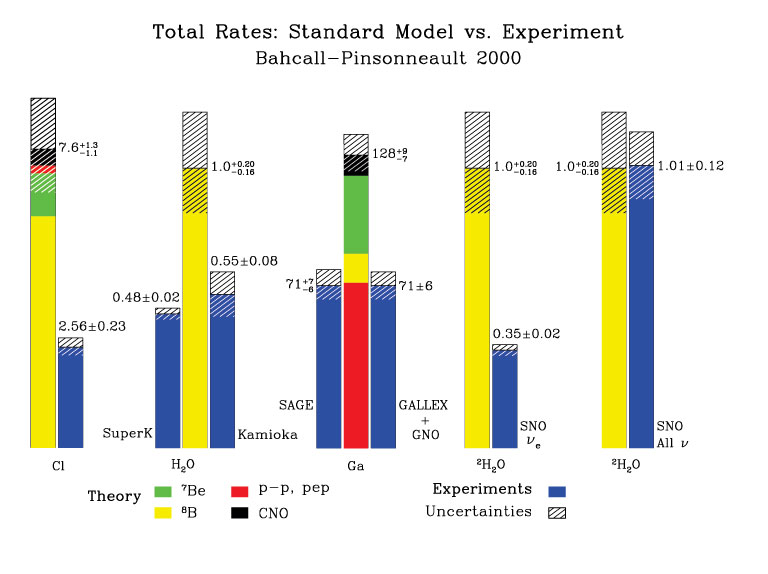 Total Rates: Standard Model vs. Experiment
Bahcall–Pinsonneault 2000
7.6+1.3−1.1
2.56±0.23
Cl
0.48±0.02
SuperK
1.0+0.20−0.16
0.55±0.08
Kamioka
H2O
71+7−6
SAGE
128+9−7
71±6
GALLEX
+
GNO
Ga
1.0+0.20−0.16
0.35±0.02
SNO
νe
²H2O
1.0+0.20−0.16
1.01±0.12
SNO
All ν
²H2O
Theory
⁷Be
p–p, pep
⁸B
CNO
Experiments
Uncertainties